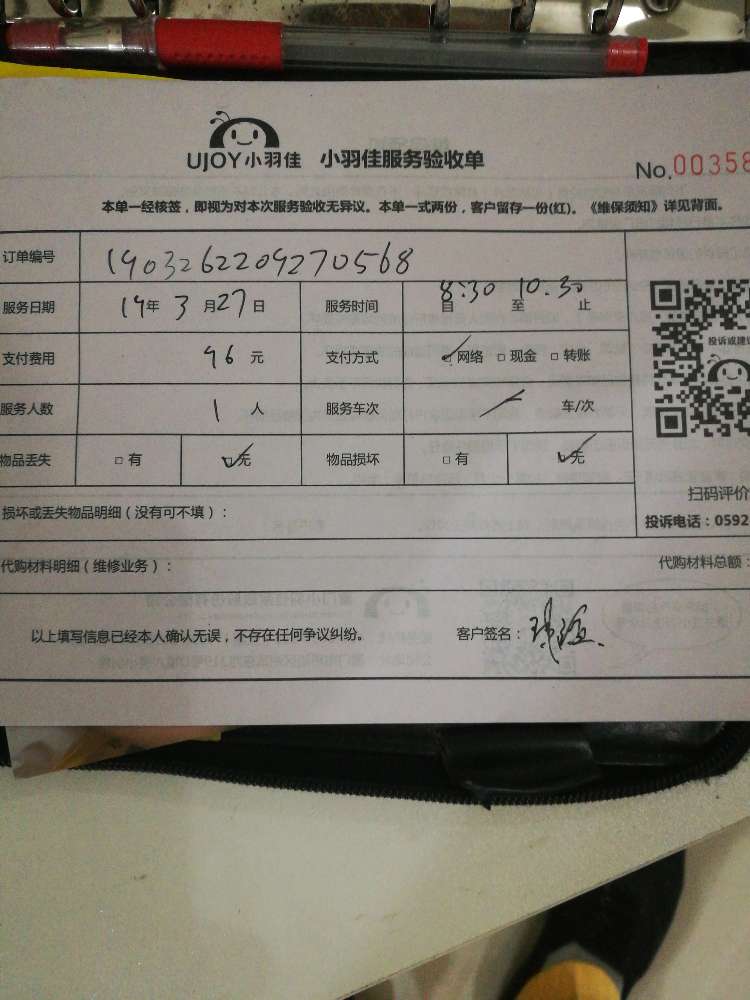 UJOY小羽佳 小羽佳服务验收单
No.00358
本单一经核签，即视为对本次服务验收无异议。本单一式两份，客户留存一份(红)。《维保须知》详见背面。
订单编号 1903262209270568
服务日期 19年 3 月27日 服务时间 8:30 10.30
自 至 止
支付费用 96 元 支付方式 网络 现金 转账
服务人数 1 人 服务车次 / 车/次
物品丢失 有 无 物品损坏 有 无
投诉或建议
扫码评价
投诉电话：0592
损坏或丢失物品明细（没有可不填）：
代购材料明细（维修业务）： 代购材料总额：
以上填写信息已经本人确认无误，不存在任何争议纠纷。 客户签名：